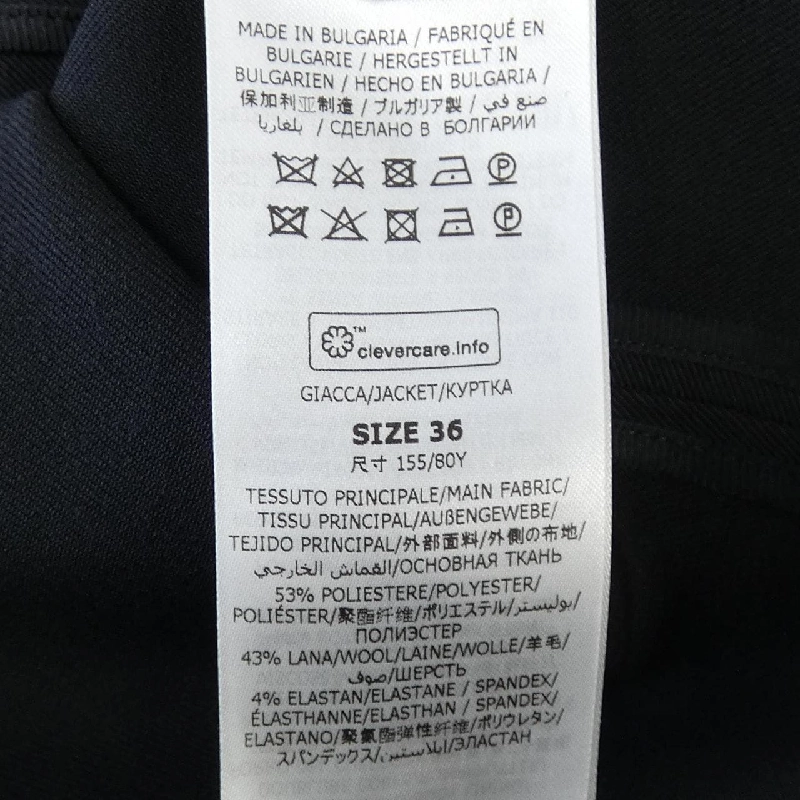 MADE IN BULGARIA / FABRIQUÉ EN
BULGARIE / HERGESTELLT IN
BULGARIEN / HECHO EN BULGARIA /
保加利亚制造 / ブルガリア製 / صنع في
بلغاريا / СДЕЛАНО В БОЛГАРИИ
P
P
™
clevercare.info
GIACCA/JACKET/КУРТКА
SIZE 36
尺寸 155/80Y
TESSUTO PRINCIPALE/MAIN FABRIC/
TISSU PRINCIPAL/AUßENGEWEBE/
TEJIDO PRINCIPAL/外部面料/外側の布地/
القماش الخارجي/ОСНОВНАЯ ТКАНЬ
53% POLIESTERE/POLYESTER/
POLIÉSTER/聚酯纤维/ポリエステル/بوليستر/
ПОЛИЭСТЕР
43% LANA/WOOL/LAINE/WOLLE/羊毛/
صوف/ШЕРСТЬ
4% ELASTAN/ELASTANE / SPANDEX/
ÉLASTHANNE/ELASTHAN / SPANDEX/
ELASTANO/聚氨酯弹性纤维/ポリウレタン/
スパンデックス/ايلاستين/ЭЛАСТАН